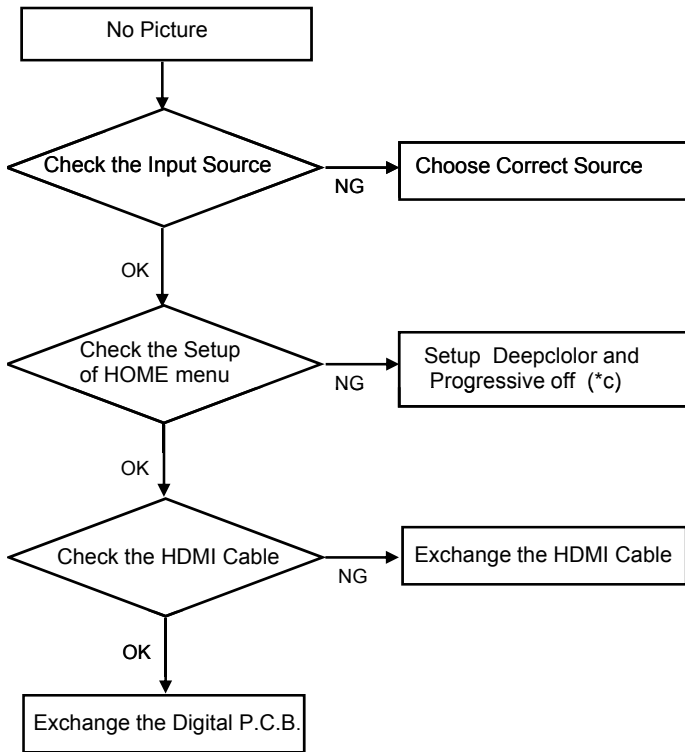 No Picture
Check the Input Source
NG
Choose Correct Source
OK
Check the Setup
of HOME menu
NG
Setup Deepclolor and
Progressive off (*c)
OK
Check the HDMI Cable
NG
Exchange the HDMI Cable
OK
Exchange the Digital P.C.B.